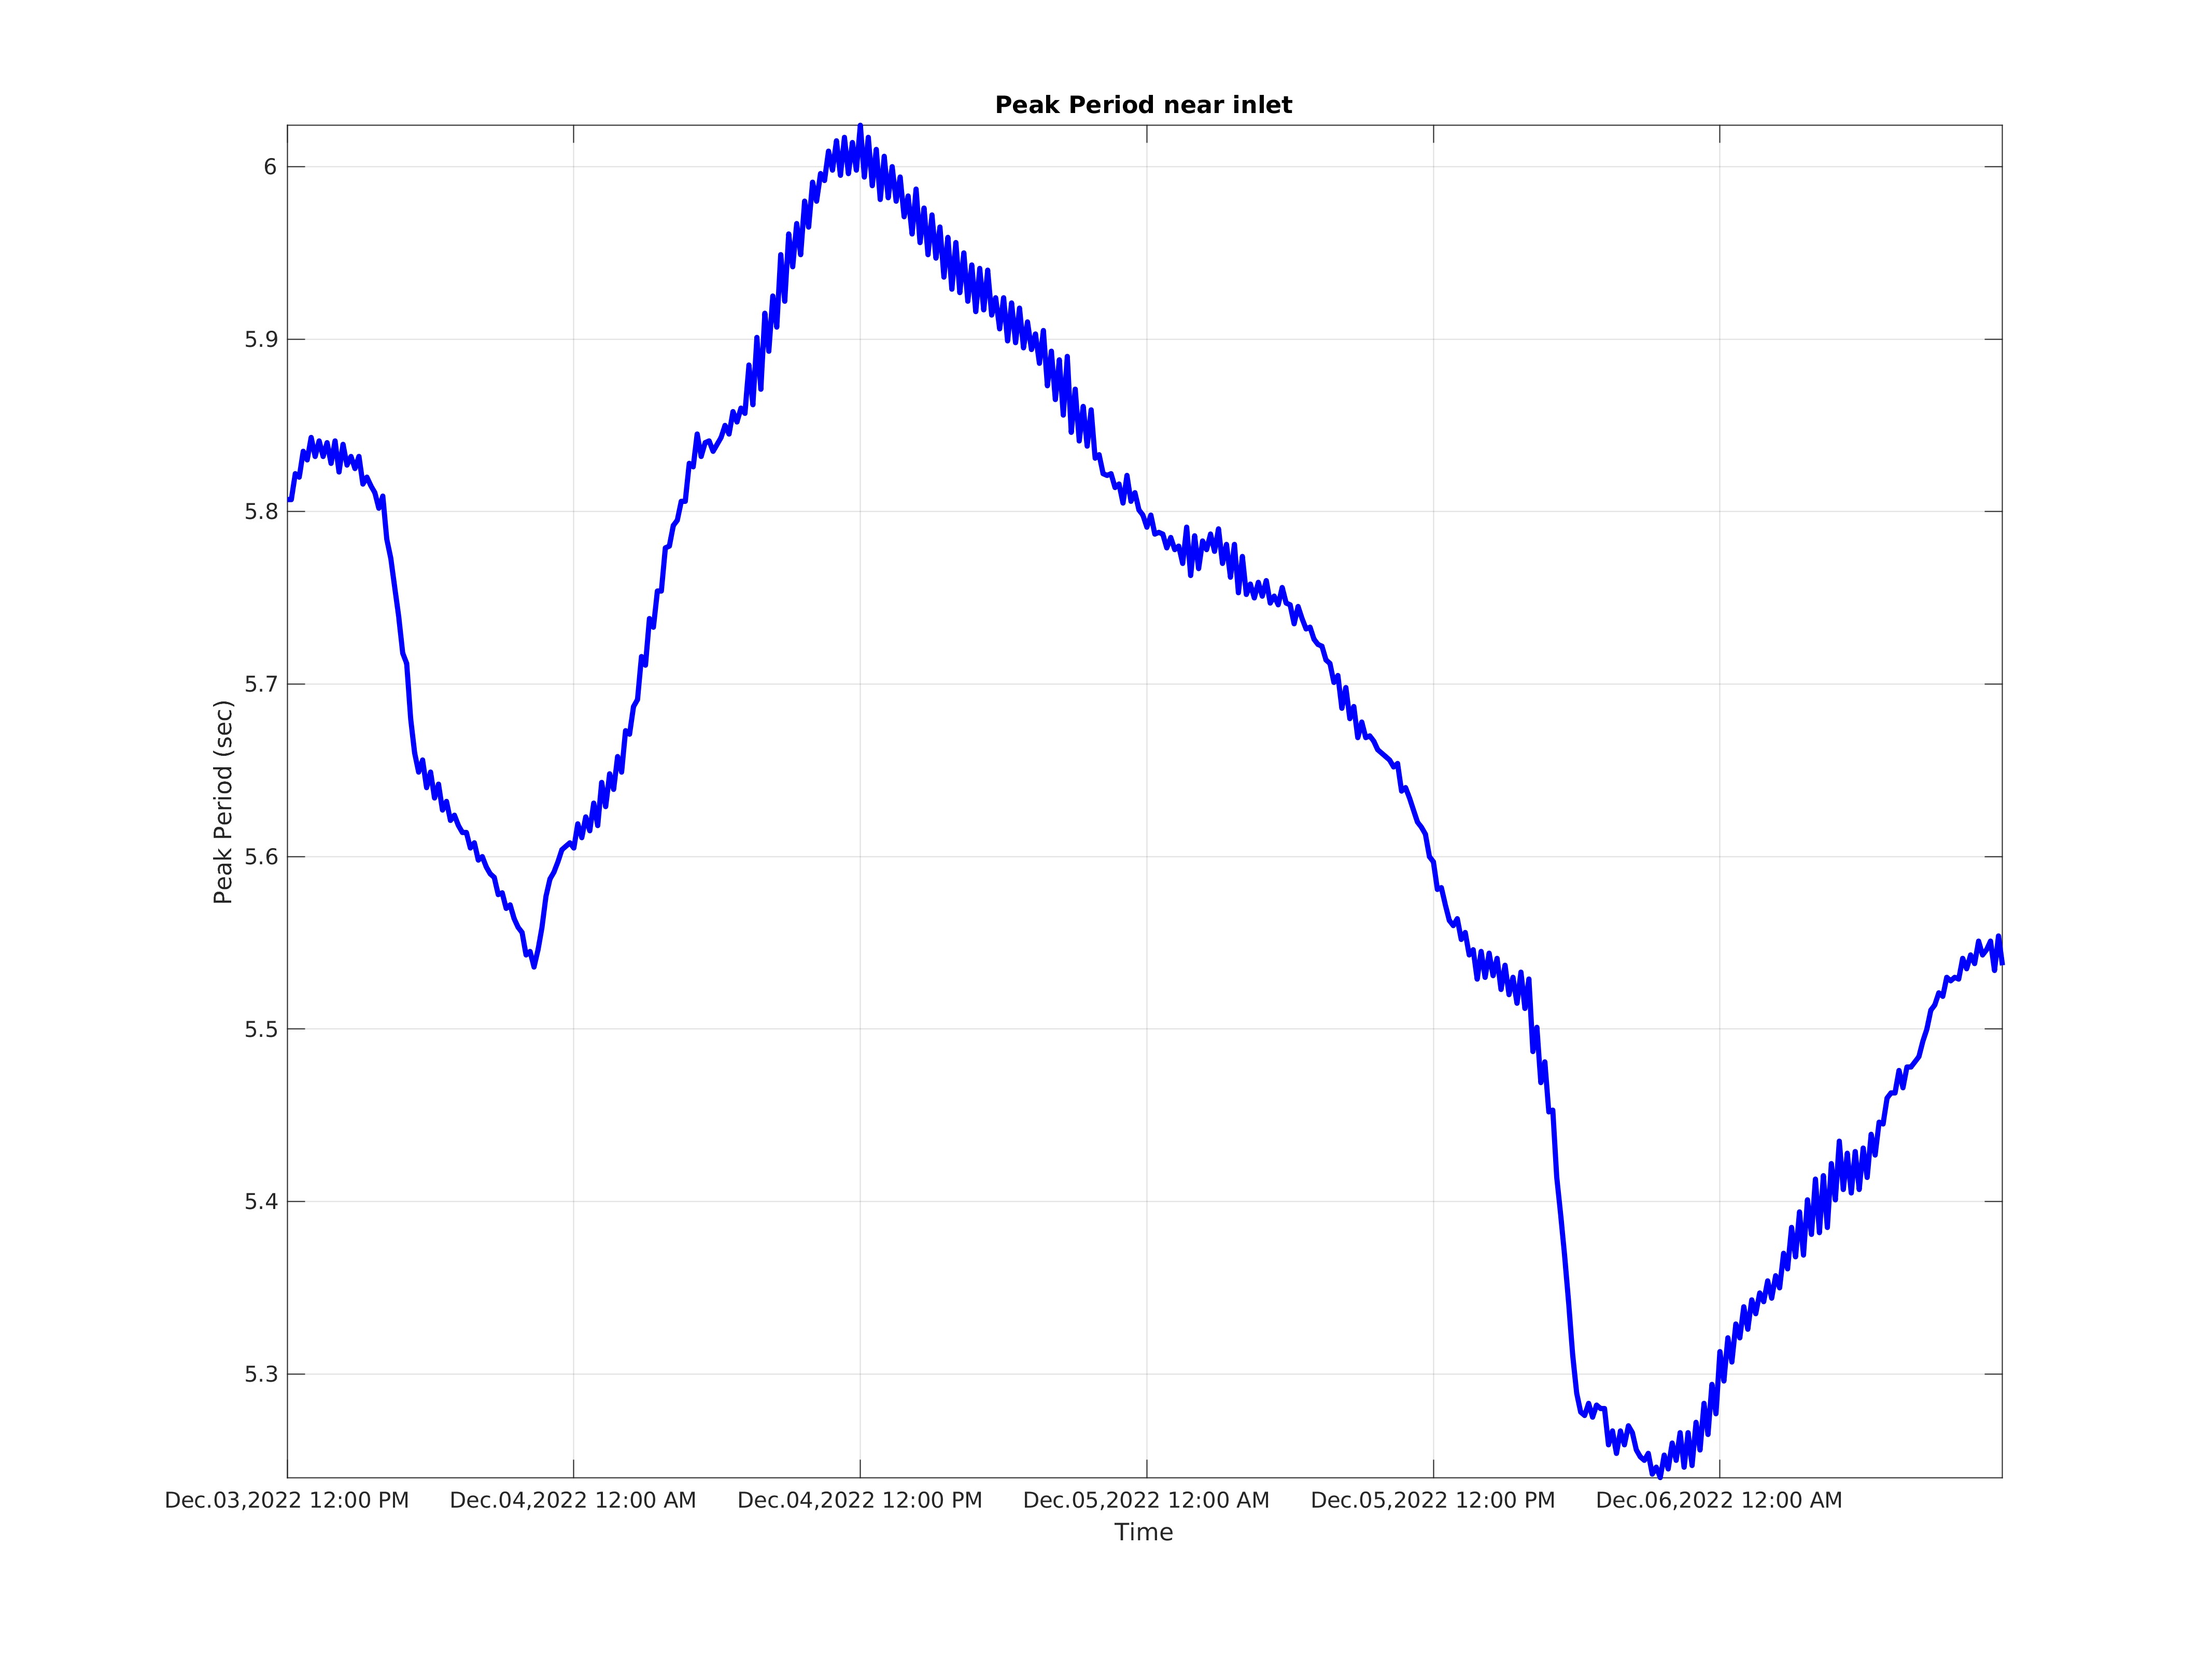 Peak Period near inlet
6
5.9
5.8
5.7
5.6
5.5
5.4
5.3
Peak Period (sec)
Dec.03,2022 12:00 PM Dec.04,2022 12:00 AM Dec.04,2022 12:00 PM Dec.05,2022 12:00 AM Dec.05,2022 12:00 PM Dec.06,2022 12:00 AM
Time